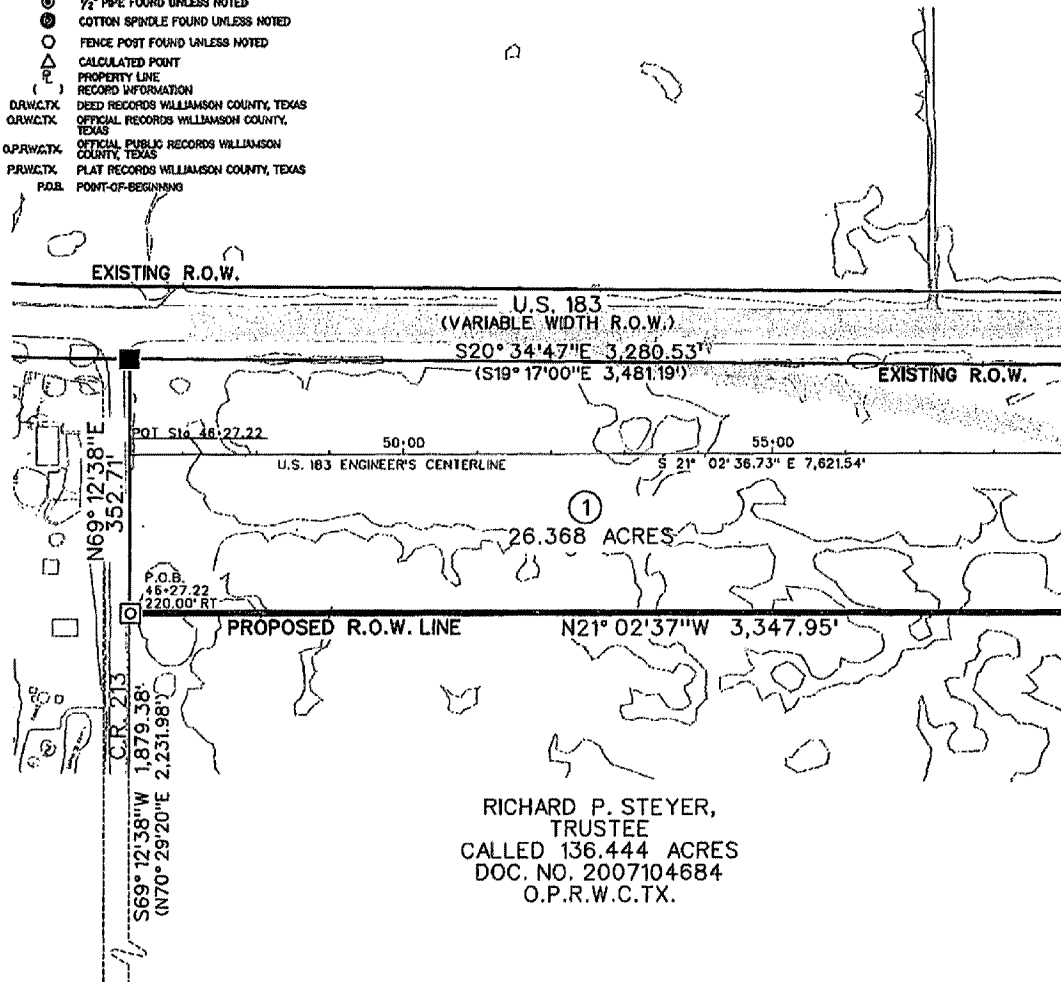 1/2" PIPE FOUND UNLESS NOTED
COTTON SPINDLE FOUND UNLESS NOTED
FENCE POST FOUND UNLESS NOTED
CALCULATED POINT
PROPERTY LINE
( ) RECORD INFORMATION
D.R.W.C.TX. DEED RECORDS WILLIAMSON COUNTY, TEXAS
O.R.W.C.TX. OFFICIAL RECORDS WILLIAMSON COUNTY,
TEXAS
O.P.R.W.C.TX. OFFICIAL PUBLIC RECORDS WILLIAMSON
COUNTY, TEXAS
P.R.W.C.TX. PLAT RECORDS WILLIAMSON COUNTY, TEXAS
P.O.B. POINT-OF-BEGINNING
EXISTING R.O.W.
U.S. 183
(VARIABLE WIDTH R.O.W.)
S20° 34'47"E 3,280.53'
(S19° 17'00"E 3,481.19')
EXISTING R.O.W.
N69° 12'38"E
352.71'
POT Sta 46+27.22
50+00
55+00
U.S. 183 ENGINEER'S CENTERLINE
S 21° 02'36.73" E 7,621.54'
1
26.368 ACRES
P.O.B.
46+27.22
220.00' RT
PROPOSED R.O.W. LINE
N21° 02'37"W 3,347.95'
C.R. 213
S69° 12'38"W 1,879.38'
(N70° 29'20"E 2,231.98')
RICHARD P. STEYER,
TRUSTEE
CALLED 136.444 ACRES
DOC. NO. 2007104684
O.P.R.W.C.TX.